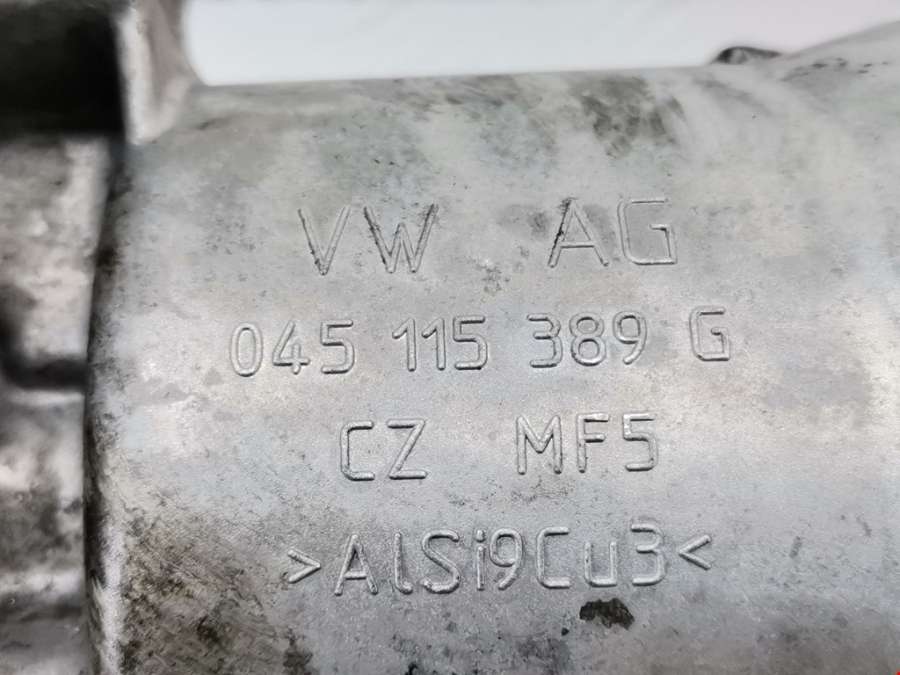 VW AG
045 115 389 G
CZ MF5
>AlSi9Cu3<